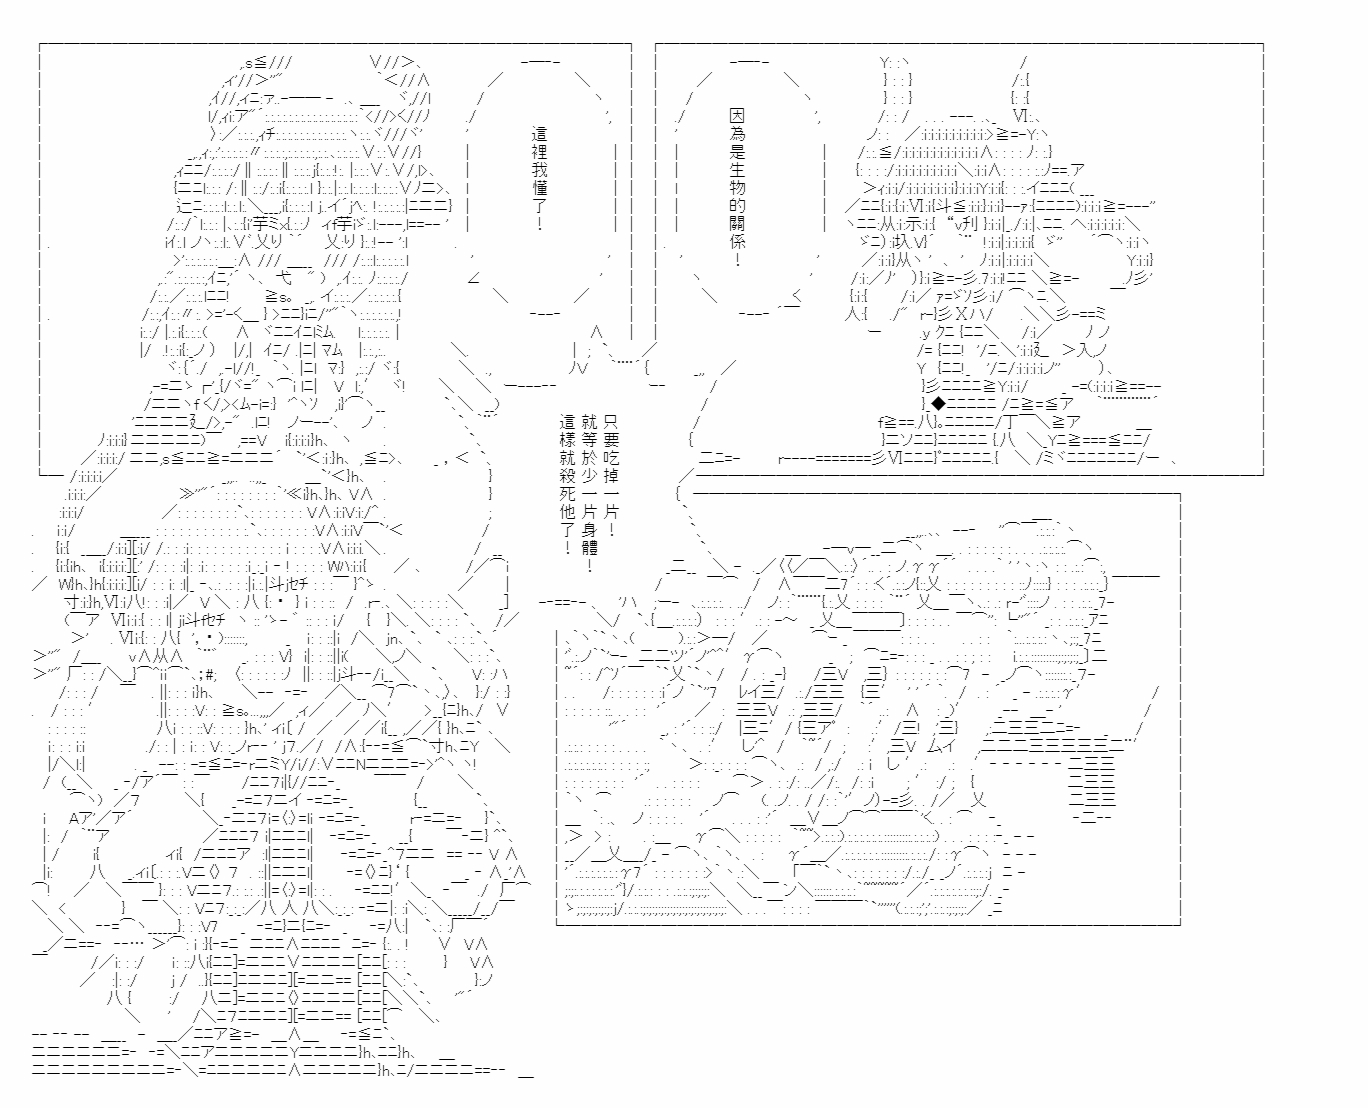 這裡我懂了！
因為是生物的關係！
只要吃掉一片！
就等於少一片身體！
這樣就殺死他了！